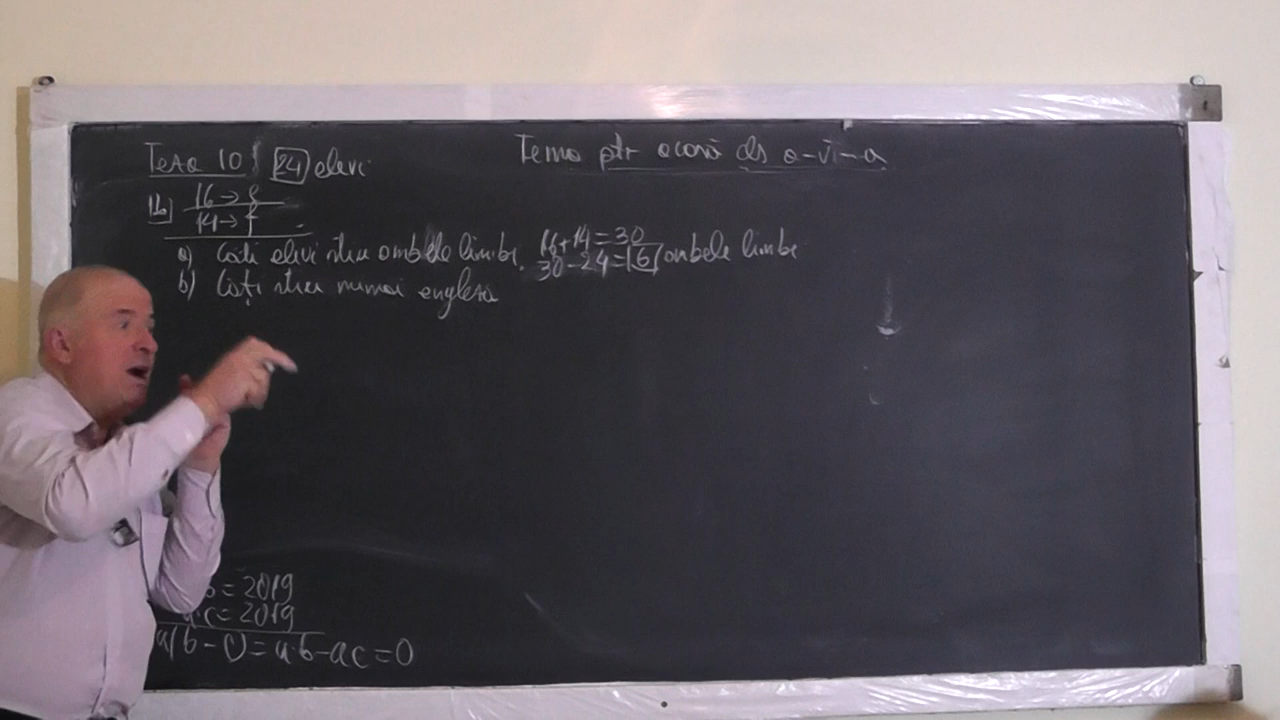 Tema ptr acasă cls a-VI-a
Testa 10 24 elevi
16 → g
14 → f
a) Câți elevi știu ambele limbi. 16+14=30
30-24=6 ambele limbi
b) Câți știu numai engleza
b=2019
a·c=2019
a(b-c)=a·b-ac=0